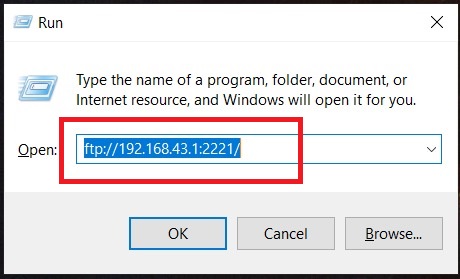 Run
Type the name of a program, folder, document, or
Internet resource, and Windows will open it for you.
Open: ftp://192.168.43.1:2221/
OK Cancel Browse...